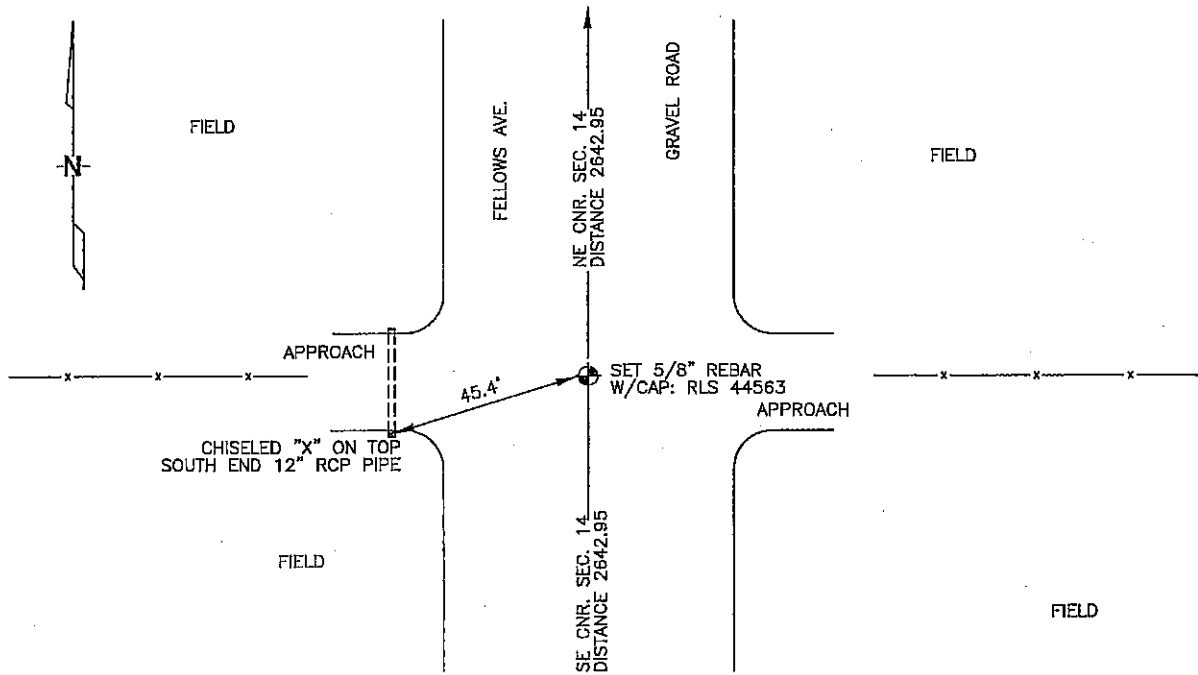 FELLOWS AVE.
GRAVEL ROAD
NE CNR. SEC. 14
DISTANCE 2642.95
FIELD
FIELD
N
APPROACH
45.4'
SET 5/8" REBAR
W/CAP: RLS 44563
APPROACH
CHISELED "X" ON TOP
SOUTH END 12" RCP PIPE
SE CNR. SEC. 14
DISTANCE 2642.95
FIELD
FIELD